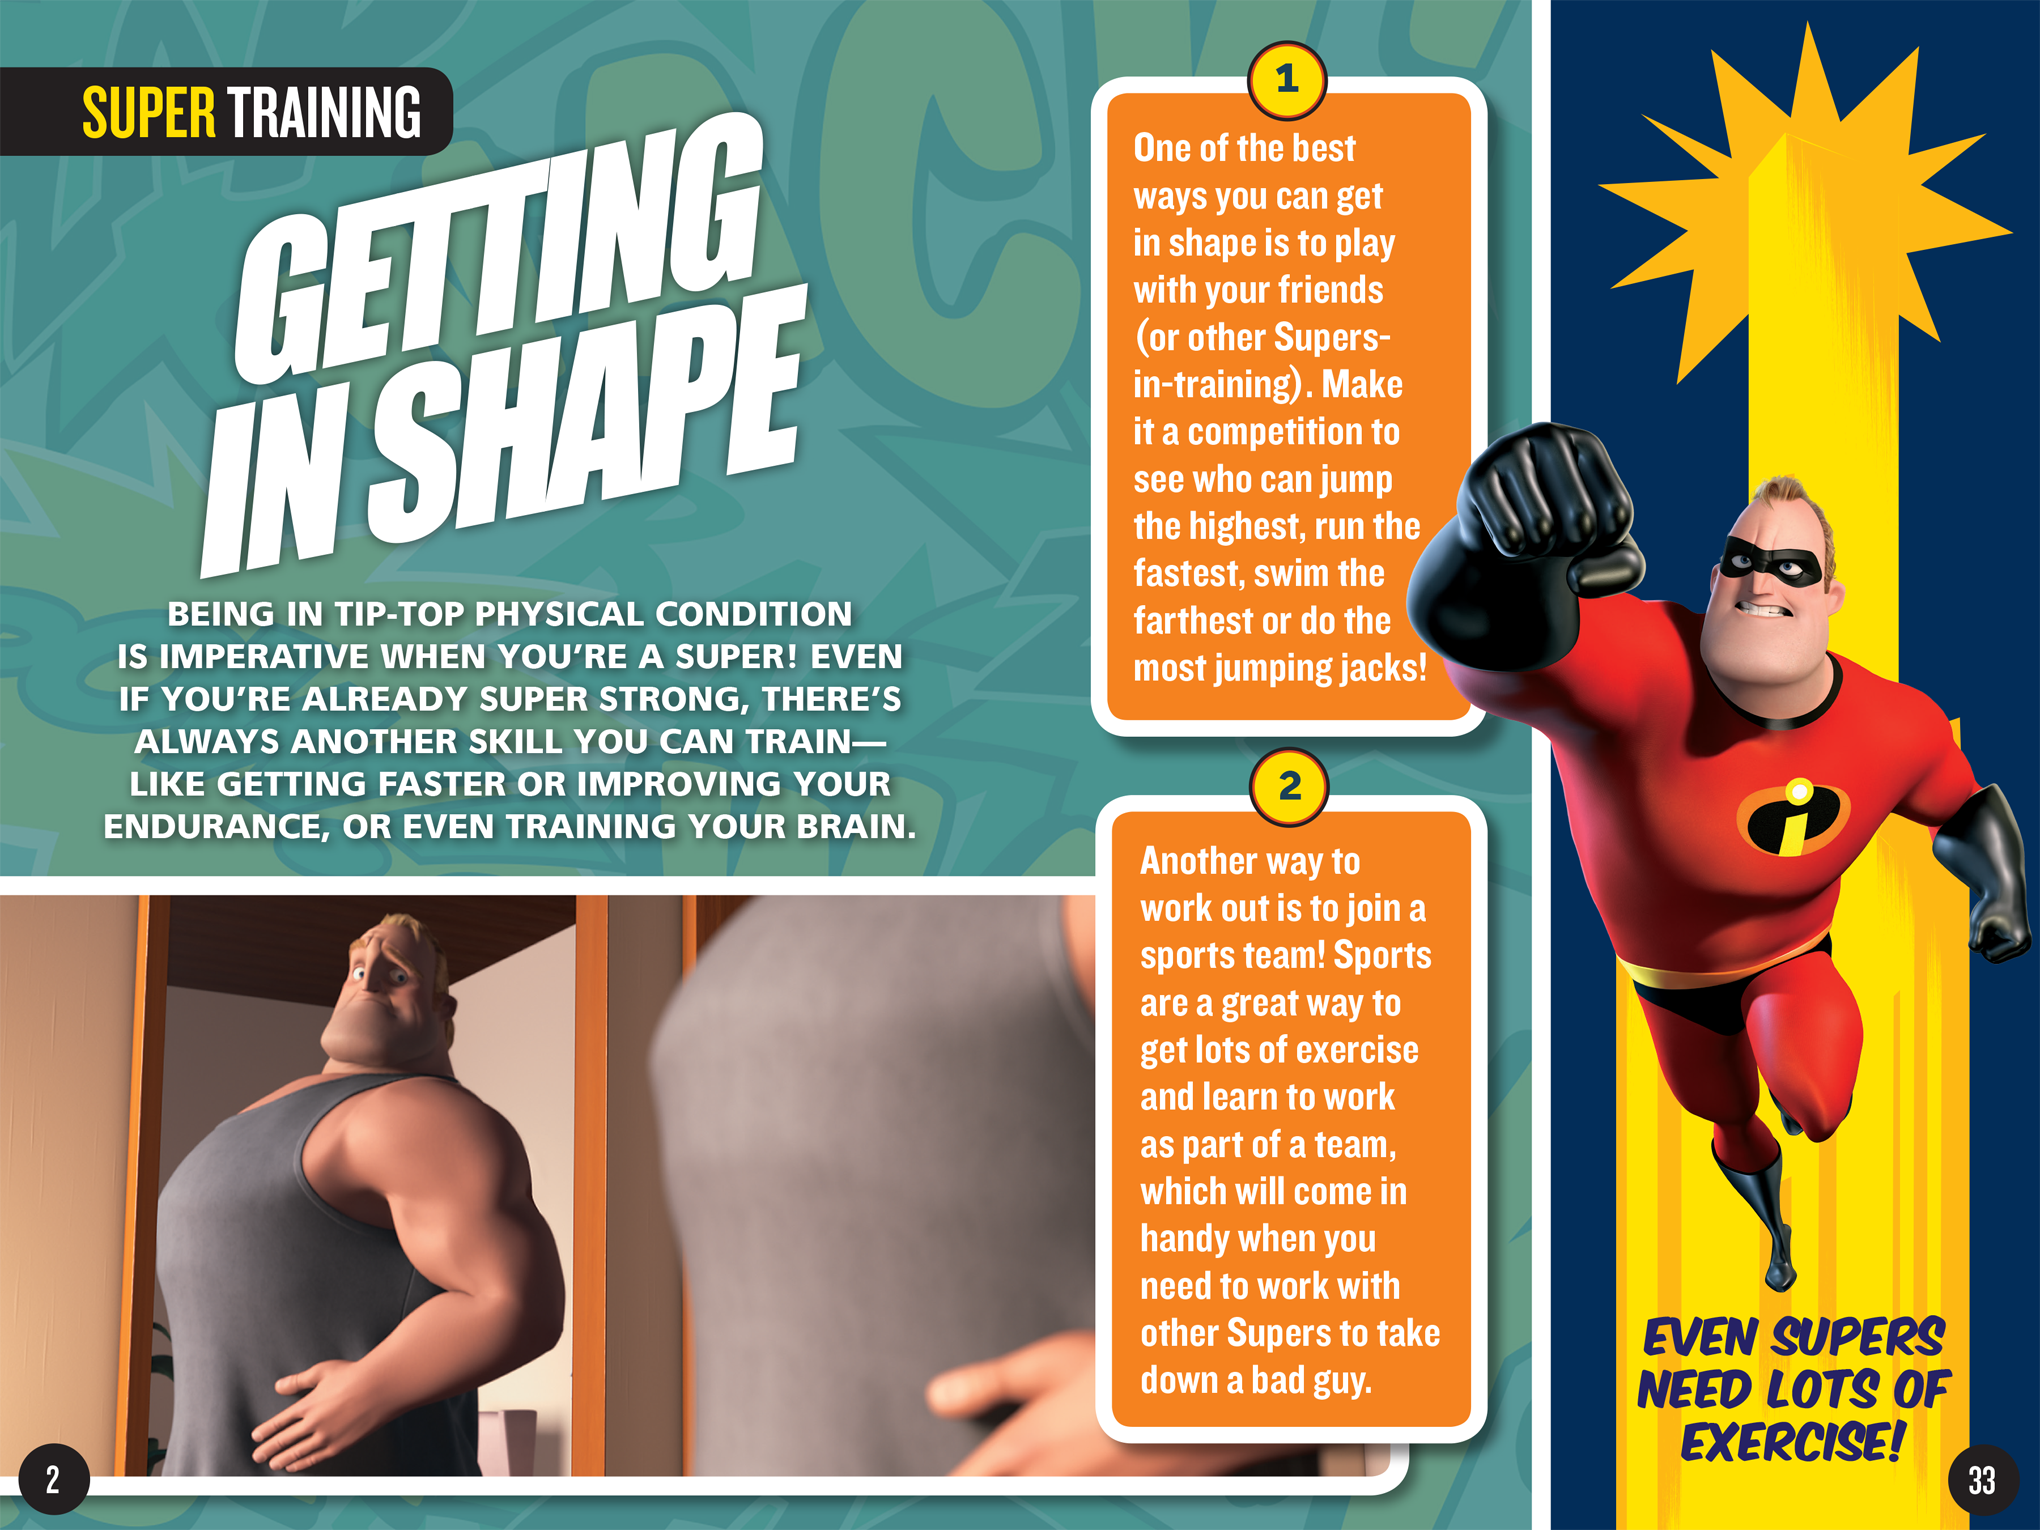 SUPER TRAINING
GETTING
IN SHAPE
BEING IN TIP-TOP PHYSICAL CONDITION
IS IMPERATIVE WHEN YOU’RE A SUPER! EVEN
IF YOU’RE ALREADY SUPER STRONG, THERE’S
ALWAYS ANOTHER SKILL YOU CAN TRAIN—
LIKE GETTING FASTER OR IMPROVING YOUR
ENDURANCE, OR EVEN TRAINING YOUR BRAIN.
1
One of the best
ways you can get
in shape is to play
with your friends
(or other Supers-
in-training). Make
it a competition to
see who can jump
the highest, run the
fastest, swim the
farthest or do the
most jumping jacks!
2
Another way to
work out is to join a
sports team! Sports
are a great way to
get lots of exercise
and learn to work
as part of a team,
which will come in
handy when you
need to work with
other Supers to take
down a bad guy.
i
EVEN SUPERS
NEED LOTS OF
EXERCISE!
2
33